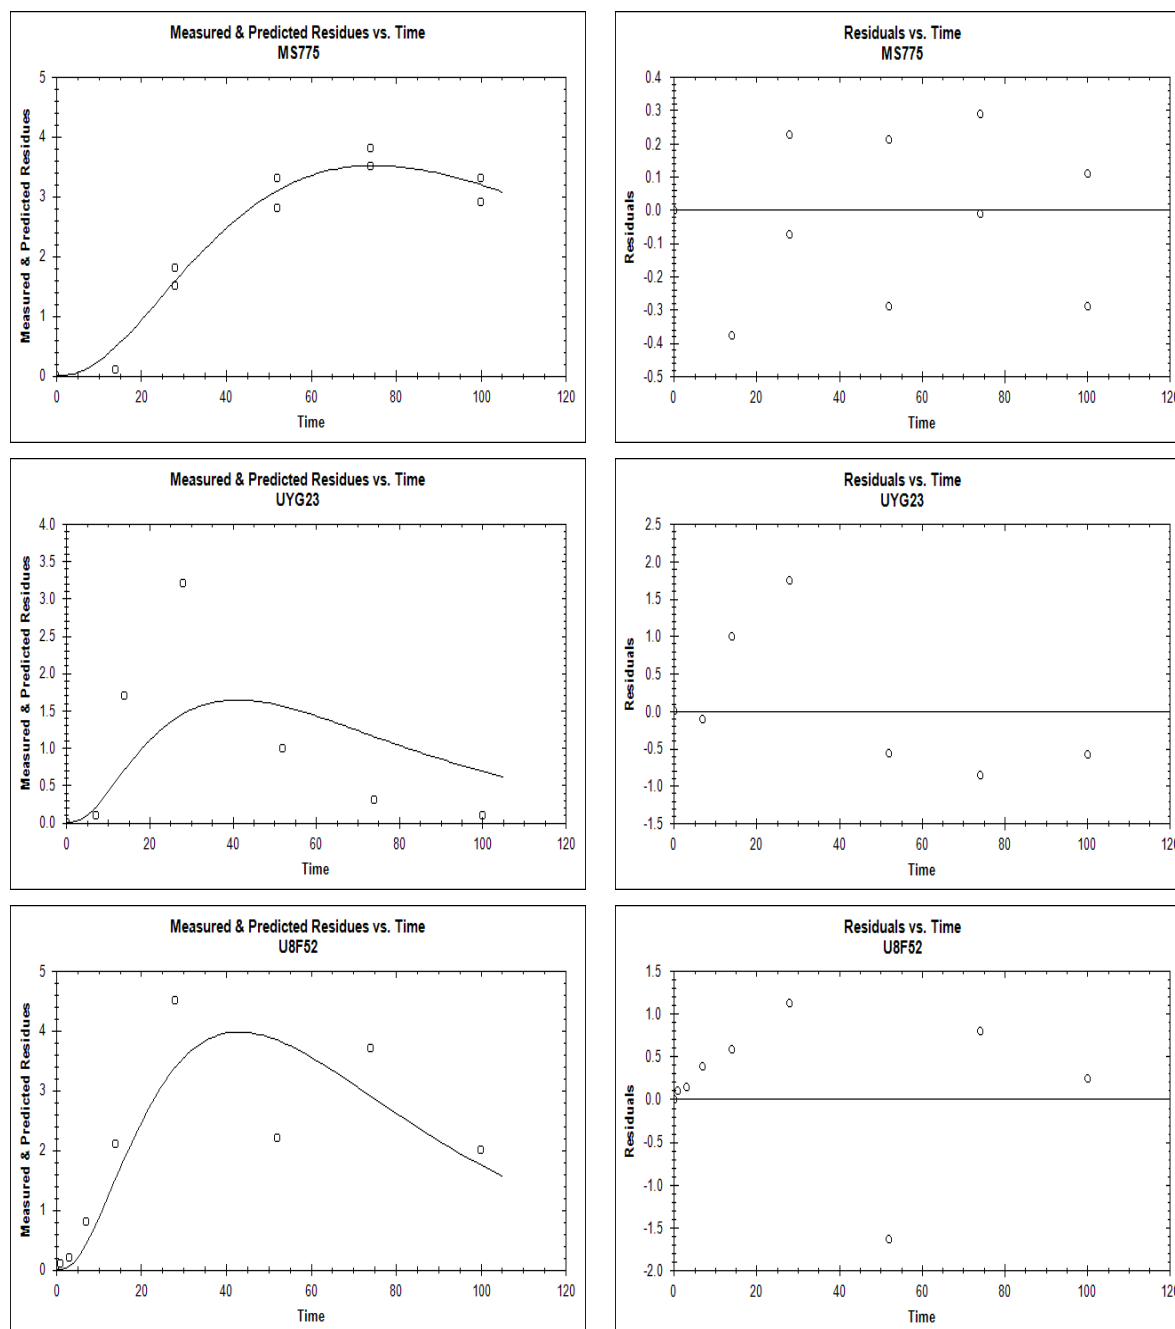 Measured & Predicted Residues vs. Time
MS775
Measured & Predicted Residues
5
4
3
2
1
0
0 20 40 60 80 100 120
Time
Residuals vs. Time
MS775
Residuals
0.4
0.3
0.2
0.1
0.0
-0.1
-0.2
-0.3
-0.4
-0.5
0 20 40 60 80 100 120
Time
Measured & Predicted Residues vs. Time
UYG23
Measured & Predicted Residues
4.0
3.5
3.0
2.5
2.0
1.5
1.0
0.5
0.0
0 20 40 60 80 100 120
Time
Residuals vs. Time
UYG23
Residuals
2.5
2.0
1.5
1.0
0.5
0.0
-0.5
-1.0
-1.5
0 20 40 60 80 100 120
Time
Measured & Predicted Residues vs. Time
U8F52
Measured & Predicted Residues
5
4
3
2
1
0
0 20 40 60 80 100 120
Time
Residuals vs. Time
U8F52
Residuals
1.5
1.0
0.5
0.0
-0.5
-1.0
-1.5
-2.0
0 20 40 60 80 100 120
Time